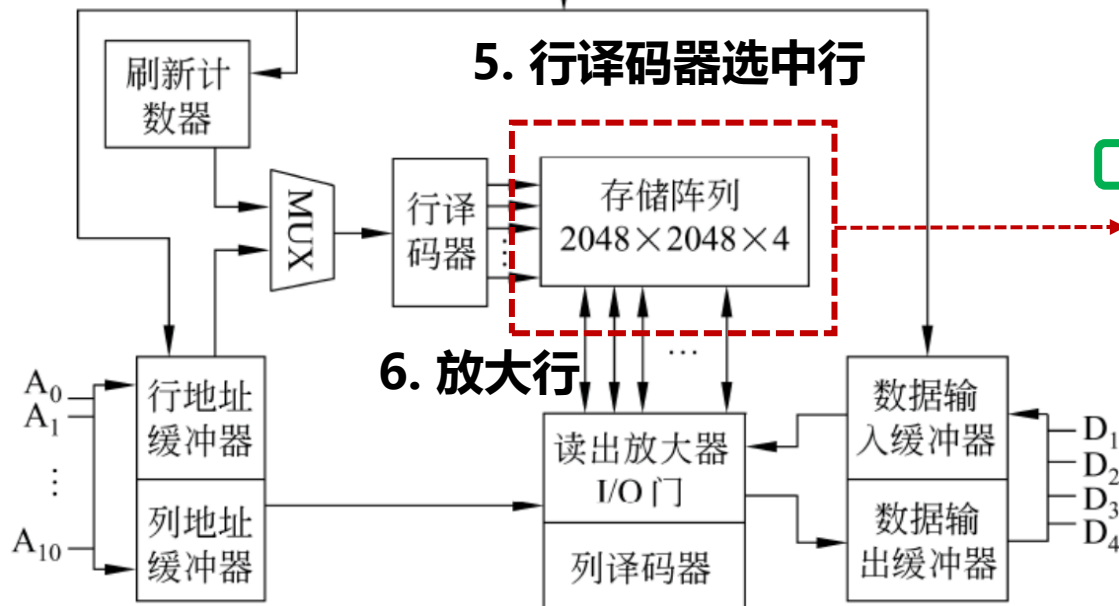 5. 行译码器选中行
刷新计
数器
MUX
行译
码器
⋮
存储阵列
2048×2048×4
6. 放大行
…
A0
A1
⋮
A10
行地址
缓冲器
列地址
缓冲器
读出放大器
I/O 门
列译码器
数据输
入缓冲器
数据输
出缓冲器
D1
D2
D3
D4